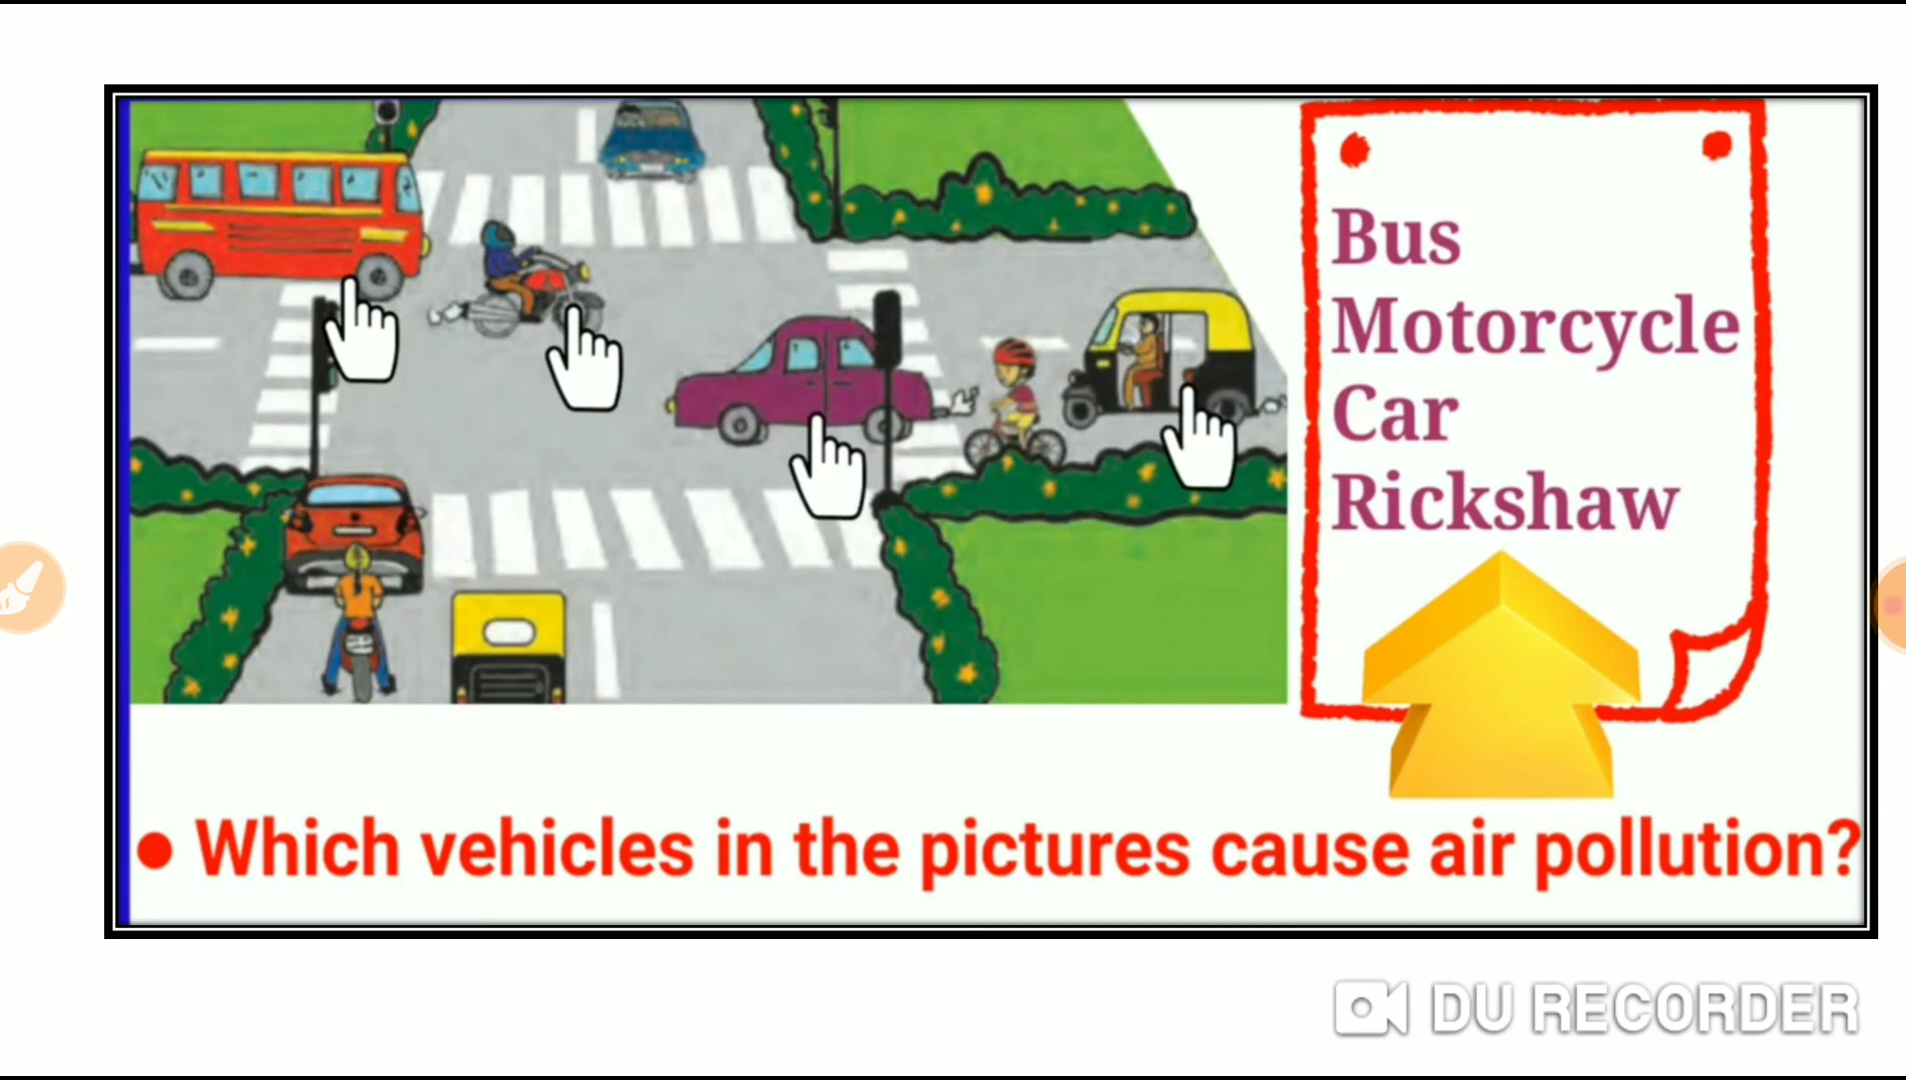 Bus
Motorcycle
Car
Rickshaw
● Which vehicles in the pictures cause air pollution?
DU RECORDER